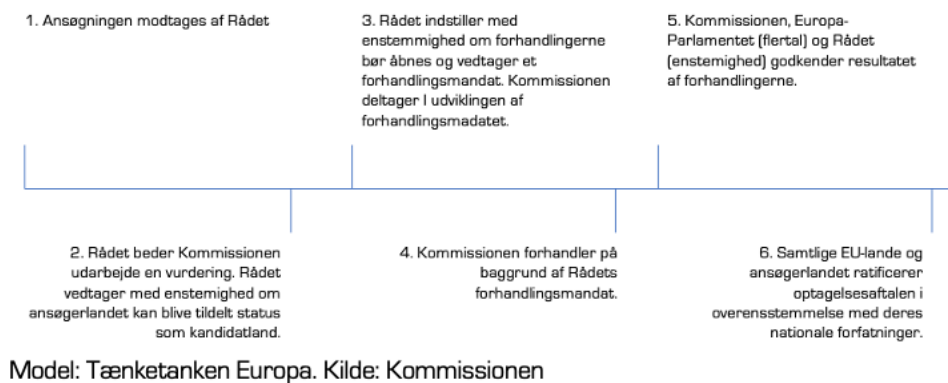 1. Ansøgningen modtages af Rådet
3. Rådet indstiller med
enstemmighed om forhandlingerne
bør åbnes og vedtager et
forhandlingsmandat. Kommissionen
deltager I udviklingen af
forhandlingsmadatet.
5. Kommissionen, Europa-
Parlamentet (flertal) og Rådet
(enstemighed) godkender resultatet
af forhandlingerne.
2. Rådet beder Kommissionen
udarbejde en vurdering. Rådet
vedtager med enstemighed om
ansøgerlandet kan blive tildelt status
som kandidatland.
4. Kommissionen forhandler på
baggrund af Rådets
forhandlingsmandat.
6. Samtlige EU-lande og
ansøgerlandet ratificerer
optagelsesaftalen i
overensstemmelse med deres
nationale forfatninger.
Model: Tænketanken Europa. Kilde: Kommissionen